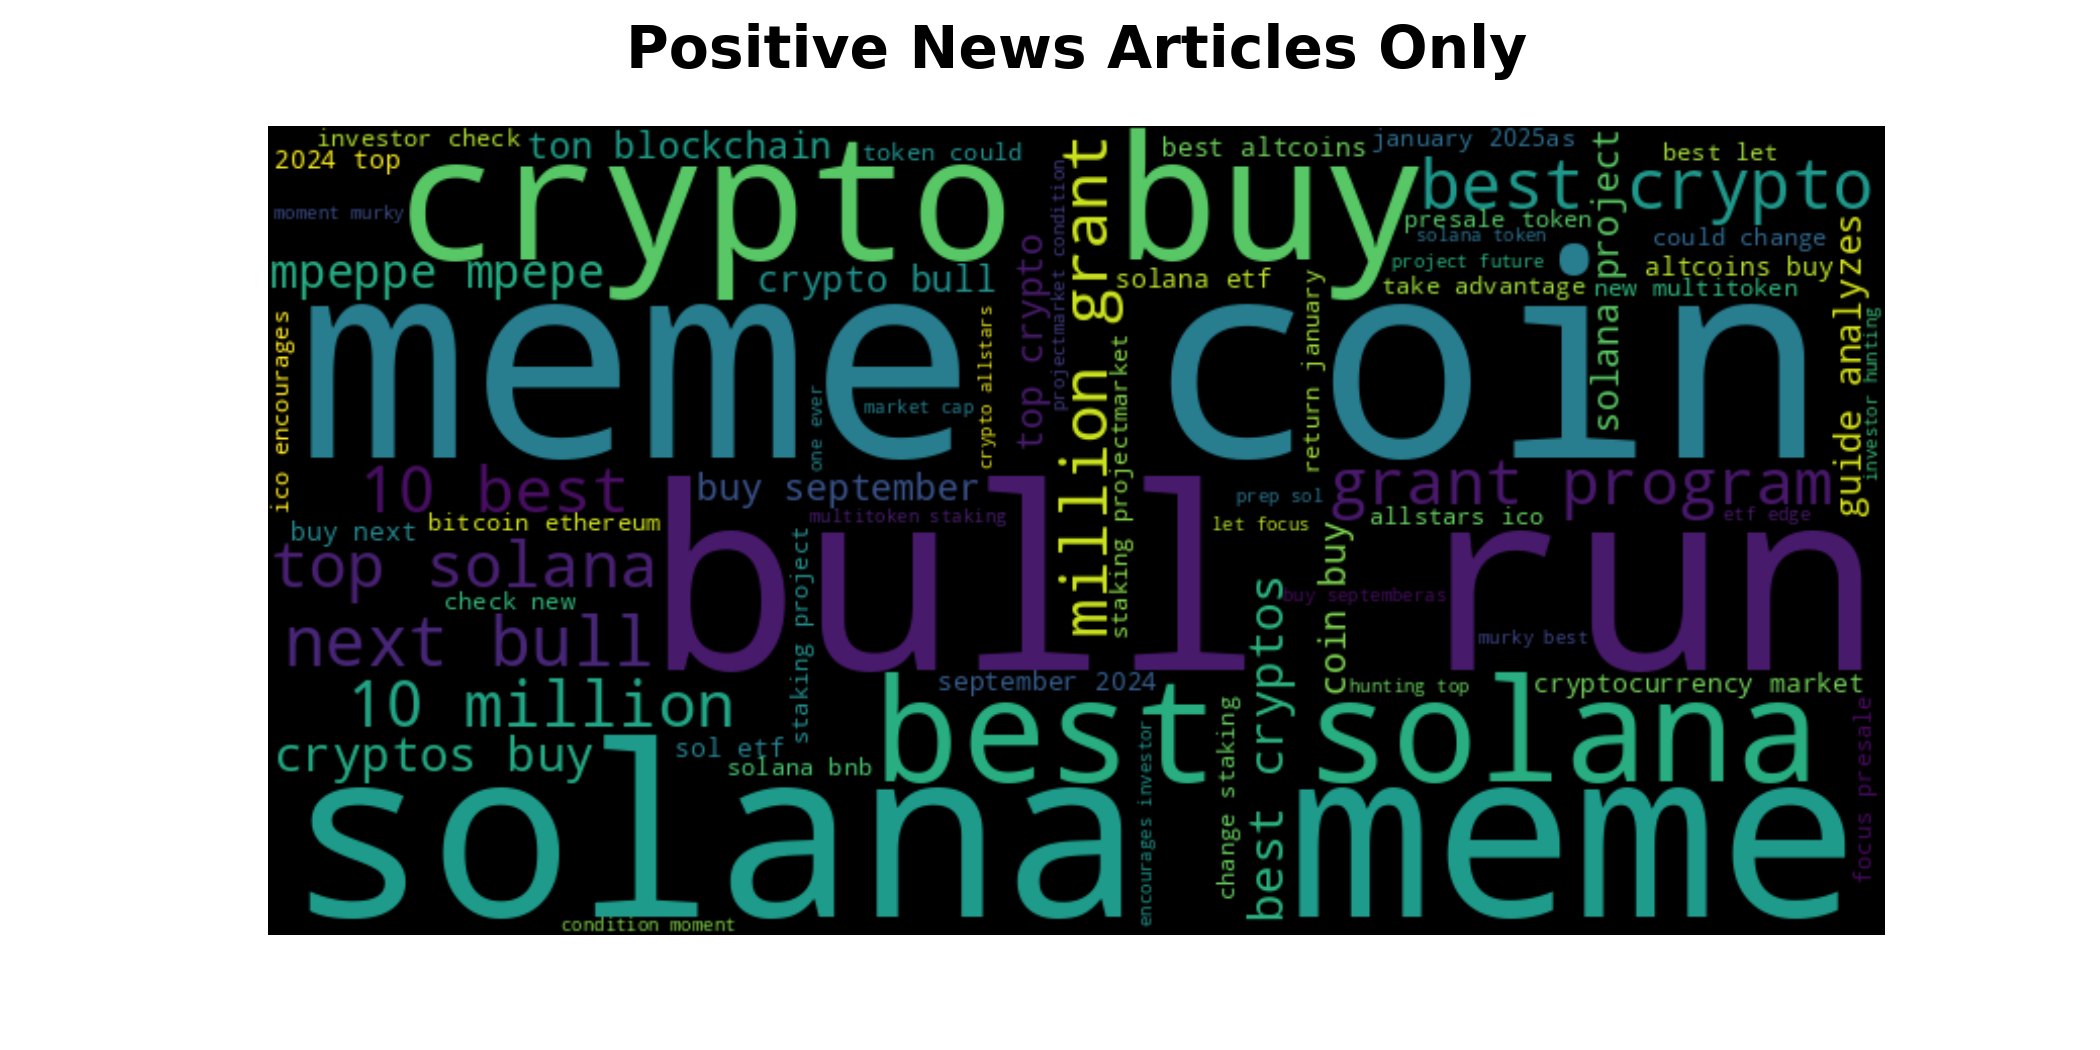 Positive News Articles Only
investor check
ton blockchain
token could
best altcoins
january 2025as
best let
2024 top
crypto buy
best crypto
moment murky
presale token
solana token
could change
mpeppe mpepe
crypto bull
solana etf
project future
altcoins buy
take advantage
new multitoken
top crypto
projectmarket condition
million grant
staking projectmarket
return january
solana project
guide analyzes
investor hunting
ico encourages
meme coin
one ever
market cap
crypto allstars
10 best
buy september
prep sol
grant program
buy next
bitcoin ethereum
multitoken staking
let focus
allstars ico
etf edge
top solana
bull run
check new
staking project
buy septemberas
coin buy
next bull
murky best
best cryptos
10 million
september 2024
hunting top
cryptocurrency market
best solana
cryptos buy
sol etf
solana bnb
encourages investor
change staking
focus presale
solana meme
condition moment